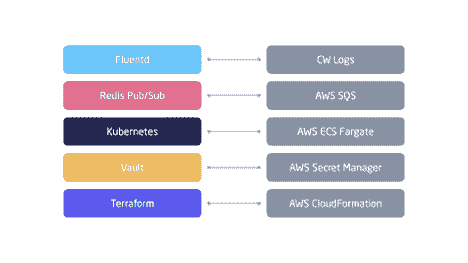 Fluentd CW Logs
Redis Pub/Sub AWS SQS
Kubernetes AWS ECS Fargate
Vault AWS Secret Manager
Terraform AWS CloudFormation